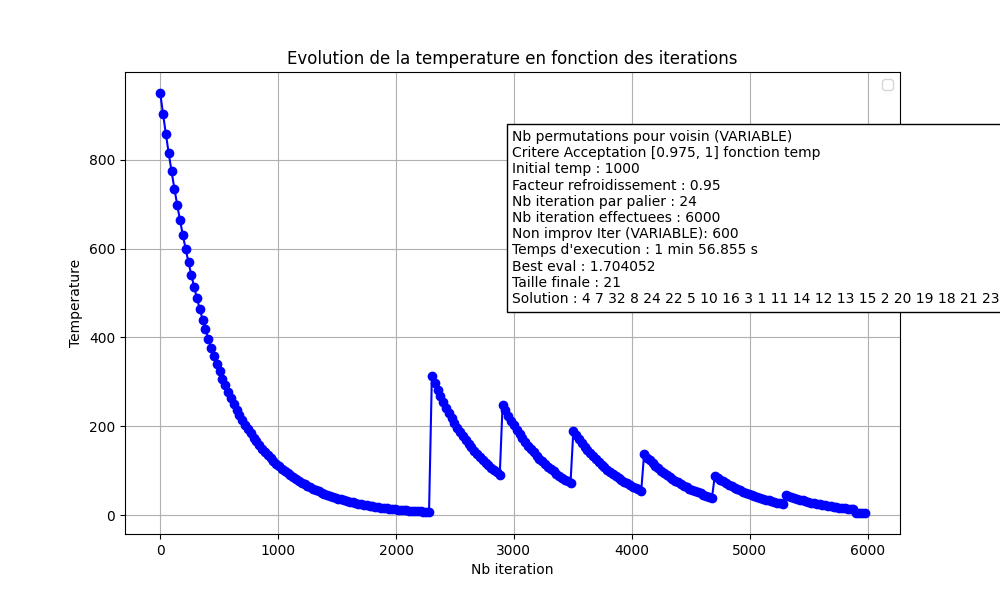 Evolution de la temperature en fonction des iterations
Nb permutations pour voisin (VARIABLE)
Critere Acceptation [0.975, 1] fonction temp
Initial temp : 1000
Facteur refroidissement : 0.95
Nb iteration par palier : 24
Nb iteration effectuees : 6000
Non improv Iter (VARIABLE): 600
Temps d'execution : 1 min 56.855 s
Best eval : 1.704052
Taille finale : 21
Solution : 4 7 32 8 24 22 5 10 16 3 1 11 14 12 13 15 2 20 19 18 21 23
Temperature
800
600
400
200
0
0 1000 2000 3000 4000 5000 6000
Nb iteration